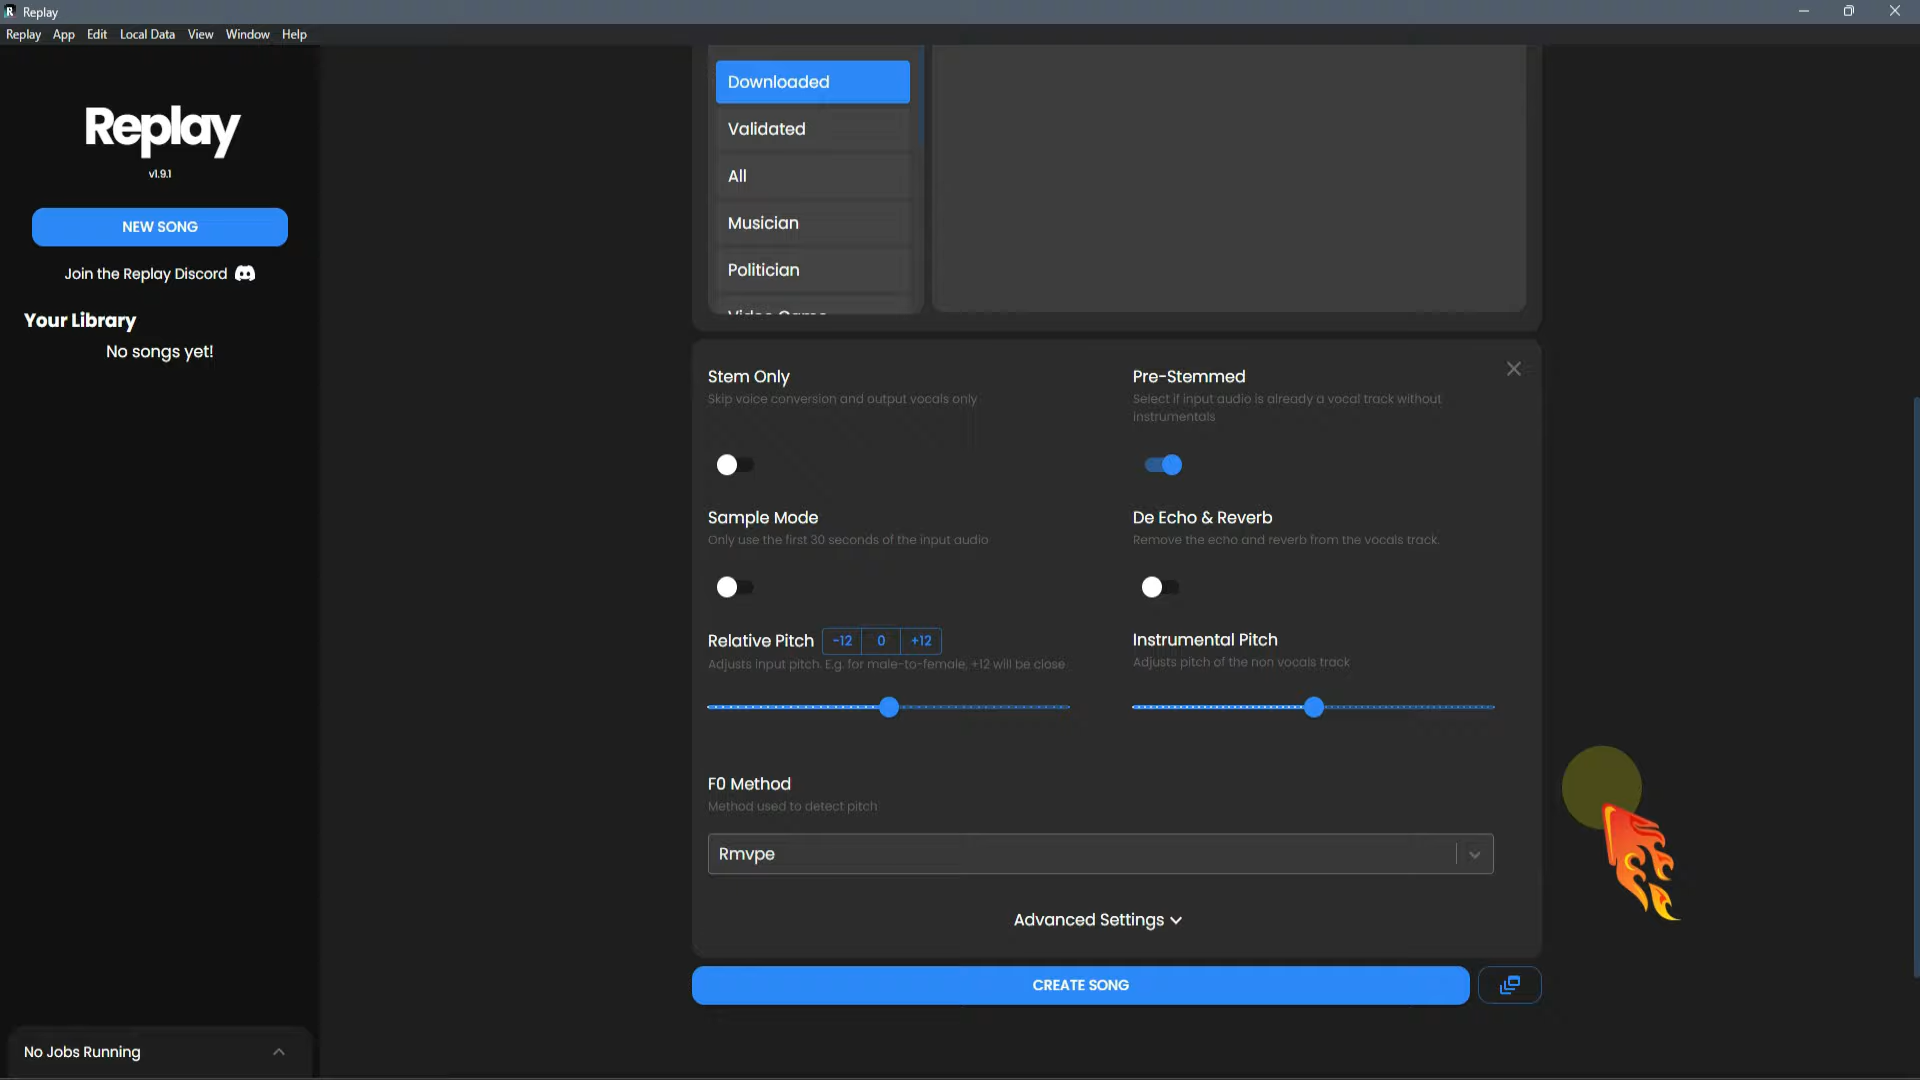 Replay
Replay App Edit Local Data View Window Help
Replay
v1.9.1
NEW SONG
Join the Replay Discord
Your Library
No songs yet!
No Jobs Running
Downloaded
Validated
All
Musician
Politician
Video Game
Stem Only
Skip voice conversion and output vocals only
Pre-Stemmed
Select if input audio is already a vocal track without
instrumentals
Sample Mode
Only use the first 30 seconds of the input audio
De Echo & Reverb
Remove the echo and reverb from the vocals track.
Relative Pitch -12 0 +12
Adjusts input pitch. E.g. for male-to-female, +12 will be close
Instrumental Pitch
Adjusts pitch of the non vocals track
F0 Method
Method used to detect pitch
Rmvpe
Advanced Settings
CREATE SONG